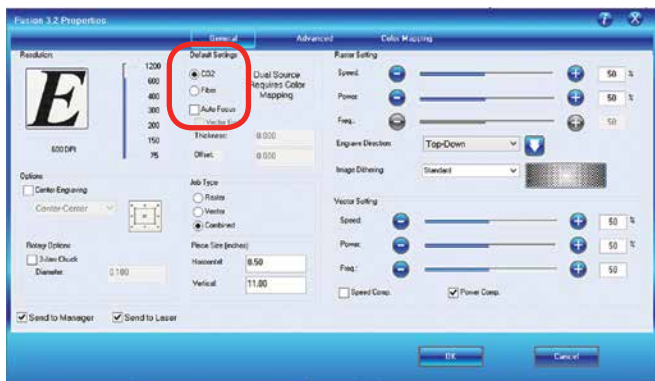 Fusion 3.2 Properties
General
Advanced
Color Mapping
Resolution:
E
1200
600
400
300
200
150
75
600 DPI
Options
Center Engraving
Center-Center
Rotary Options
3-Jaw Chuck
Diameter:
0.100
Default Settings
CO2
Fiber
Dual Source
Requires Color
Mapping
Auto Focus
Thickness:
0.000
Offset:
0.000
Job Type
Raster
Vector
Combined
Piece Size (inches)
Horizontal:
8.50
Vertical:
11.00
Raster Setting
Speed:
50 %
Power:
50 %
Freq.:
50
Engrave Direction:
Top-Down
Image Dithering:
Standard
Vector Setting
Speed:
50 %
Power:
50 %
Freq.:
50
Speed Comp.
Power Comp.
Send to Manager
Send to Laser
OK
Cancel